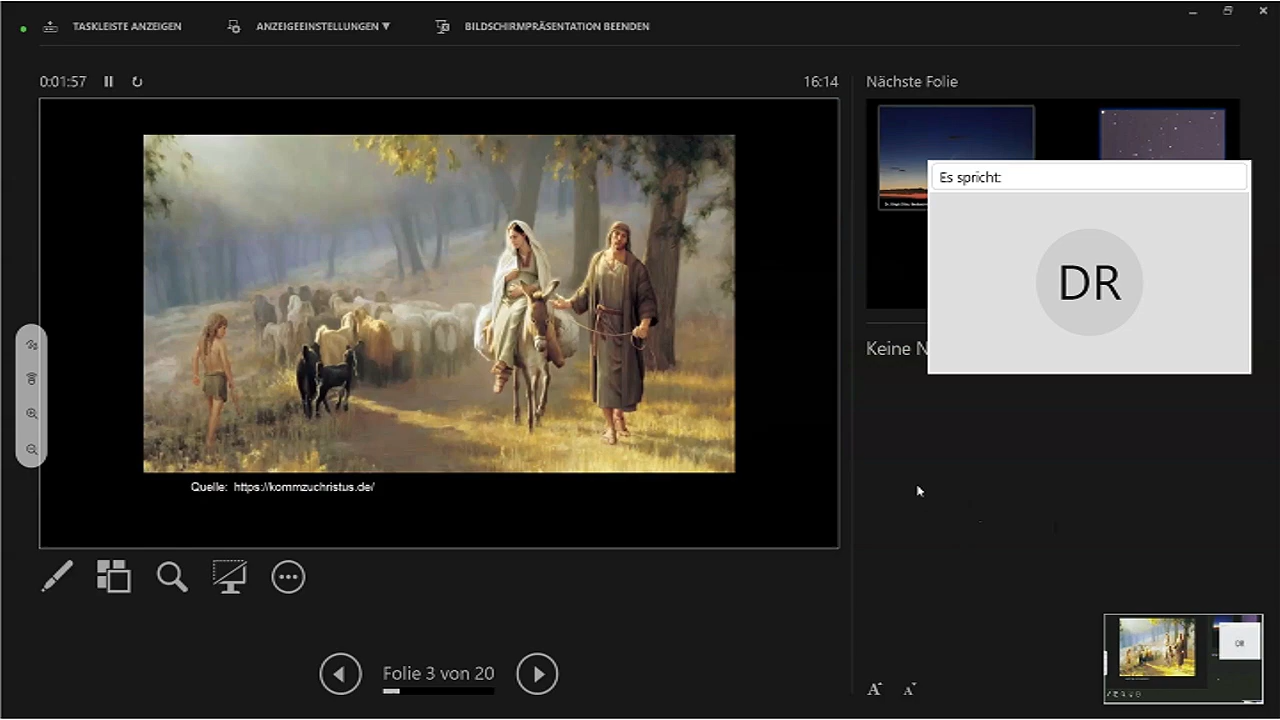 TASKLEISTE ANZEIGEN
ANZEIGEEINSTELLUNGEN ▼
BILDSCHIRMPRÄSENTATION BEENDEN
0:01:57
16:14
Nächste Folie
Es spricht:
DR
Keine N
Quelle: https://kommzuchristus.de/
Folie 3 von 20
A
A
DR